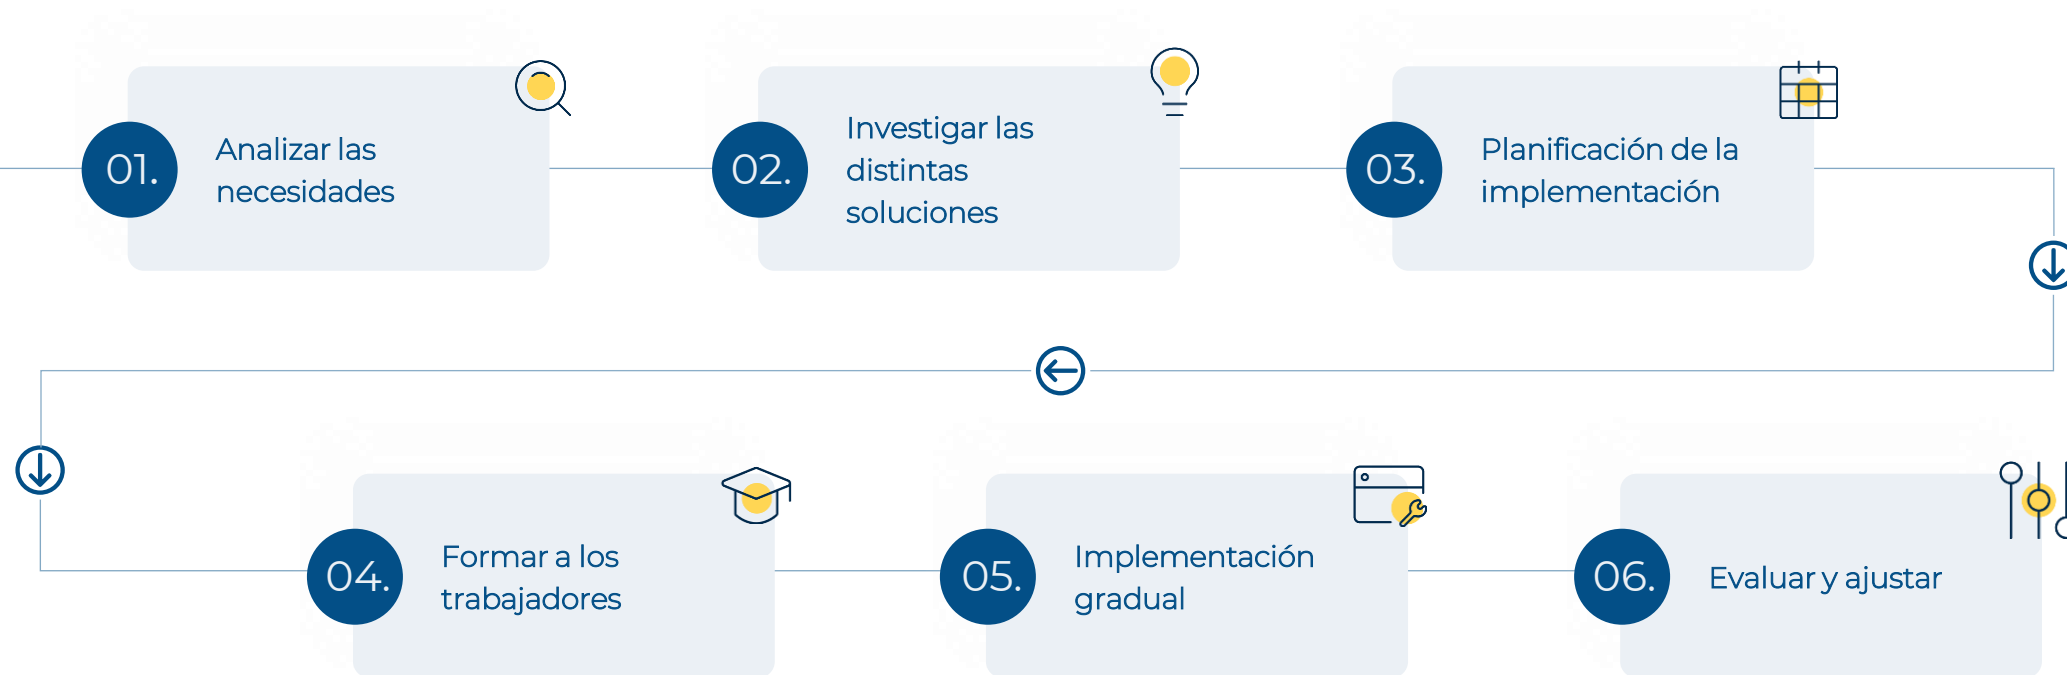 01.
Analizar las
necesidades
02.
Investigar las
distintas
soluciones
03.
Planificación de la
implementación
04.
Formar a los
trabajadores
05.
Implementación
gradual
06.
Evaluar y ajustar